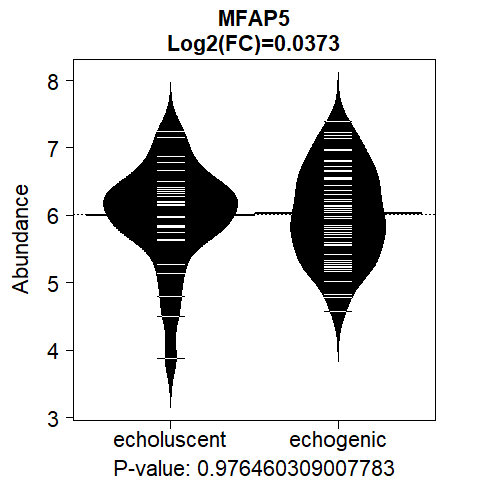 MFAP5
Log2(FC)=0.0373
8
7
6
5
4
3
Abundance
echoluscent echogenic
P-value: 0.976460309007783